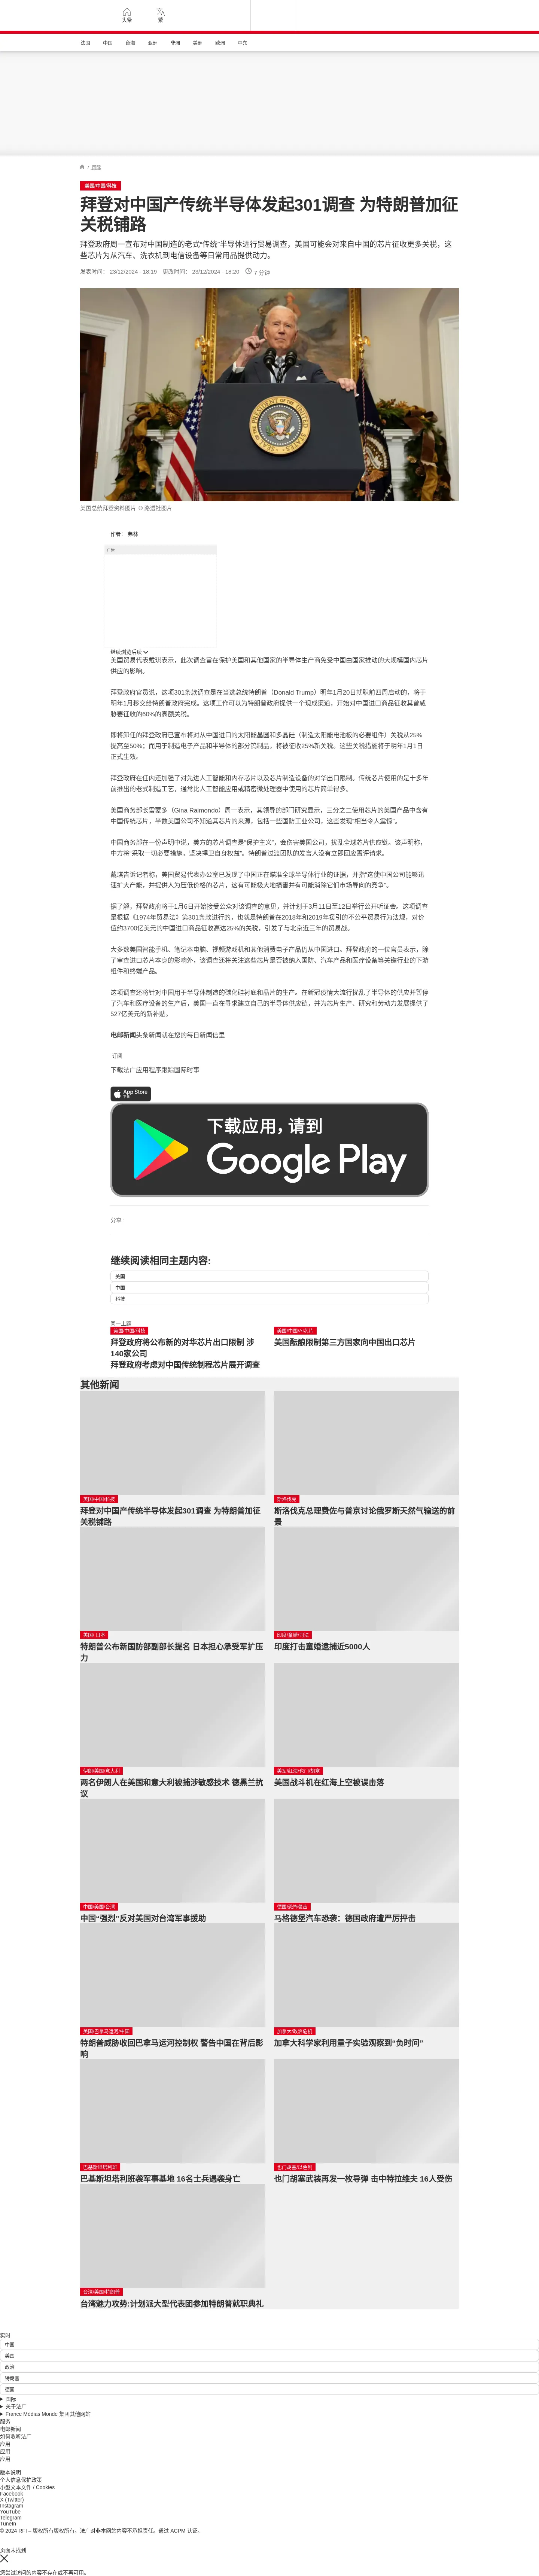 头条
繁
法国
中国
台海
亚洲
非洲
美洲
欧洲
中东
/ 国际
美国/中国/科技
拜登对中国产传统半导体发起301调查 为特朗普加征
关税铺路
拜登政府周一宣布对中国制造的老式“传统”半导体进行贸易调查，美国可能会对来自中国的芯片征收更多关税，这
些芯片为从汽车、洗衣机到电信设备等日常用品提供动力。
发表时间： 23/12/2024 - 18:19 更改时间： 23/12/2024 - 18:20 7 分钟
美国总统拜登资料图片 © 路透社图片
作者： 弗林
广告
继续浏览后续
美国贸易代表戴琪表示，此次调查旨在保护美国和其他国家的半导体生产商免受中国由国家推动的大规模国内芯片
供应的影响。
拜登政府官员说，这项301条款调查是在当选总统特朗普（Donald Trump）明年1月20日就职前四周启动的，将于
明年1月移交给特朗普政府完成。这项工作可以为特朗普政府提供一个现成渠道，开始对中国进口商品征收其曾威
胁要征收的60%的高额关税。
即将卸任的拜登政府已宣布将对从中国进口的太阳能晶圆和多晶硅（制造太阳能电池板的必要组件）关税从25%
提高至50%；而用于制造电子产品和半导体的部分钨制品，将被征收25%新关税。这些关税措施将于明年1月1日
正式生效。
拜登政府在任内还加强了对先进人工智能和内存芯片以及芯片制造设备的对华出口限制。传统芯片使用的是十多年
前推出的老式制造工艺，通常比人工智能应用或精密微处理器中使用的芯片简单得多。
美国商务部长雷蒙多（Gina Raimondo）周一表示，其领导的部门研究显示，三分之二使用芯片的美国产品中含有
中国传统芯片，半数美国公司不知道其芯片的来源，包括一些国防工业公司，这些发现“相当令人震惊”。
中国商务部在一份声明中说，美方的芯片调查是“保护主义”，会伤害美国公司，扰乱全球芯片供应链。该声明称，
中方将“采取一切必要措施，坚决捍卫自身权益”。特朗普过渡团队的发言人没有立即回应置评请求。
戴琪告诉记者称，美国贸易代表办公室已发现了中国正在瞄准全球半导体行业的证据，并指“这使中国公司能够迅
速扩大产能，并提供人为压低价格的芯片，这有可能极大地损害并有可能消除它们市场导向的竞争”。
据了解，拜登政府将于1月6日开始接受公众对该调查的意见，并计划于3月11日至12日举行公开听证会。这项调查
是根据《1974年贸易法》第301条款进行的，也就是特朗普在2018年和2019年援引的不公平贸易行为法规，对价
值约3700亿美元的中国进口商品征收高达25%的关税，引发了与北京近三年的贸易战。
大多数美国智能手机、笔记本电脑、视频游戏机和其他消费电子产品仍从中国进口。拜登政府的一位官员表示，除
了审查进口芯片本身的影响外，该调查还将关注这些芯片是否被纳入国防、汽车产品和医疗设备等关键行业的下游
组件和终端产品。
这项调查还将针对中国用于半导体制造的碳化硅衬底和晶片的生产。在新冠疫情大流行扰乱了半导体的供应并暂停
了汽车和医疗设备的生产后，美国一直在寻求建立自己的半导体供应链，并为芯片生产、研究和劳动力发展提供了
527亿美元的新补贴。
电邮新闻头条新闻就在您的每日新闻信里
订阅
下载法广应用程序跟踪国际时事
App Store
下载
下载应用，请到
Google Play
分享 :
继续阅读相同主题内容:
美国
中国
科技
同一主题
美国/中国/科技
拜登政府将公布新的对华芯片出口限制 涉
140家公司
拜登政府考虑对中国传统制程芯片展开调查
美国/中国/AI芯片
美国酝酿限制第三方国家向中国出口芯片
其他新闻
美国/中国/科技
拜登对中国产传统半导体发起301调查 为特朗普加征
关税铺路
斯洛伐克
斯洛伐克总理费佐与普京讨论俄罗斯天然气输送的前
景
美国/ 日本
特朗普公布新国防部副部长提名 日本担心承受军扩压
力
印度/童婚/司法
印度打击童婚逮捕近5000人
伊朗/美国/意大利
两名伊朗人在美国和意大利被捕涉敏感技术 德黑兰抗
议
美军/红海/也门/胡塞
美国战斗机在红海上空被误击落
中国/美国/台湾
中国“强烈”反对美国对台湾军事援助
德国/恐怖袭击
马格德堡汽车恐袭：德国政府遭严厉抨击
美国/巴拿马运河/中国
特朗普威胁收回巴拿马运河控制权 警告中国在背后影
响
加拿大/政治危机
加拿大科学家利用量子实验观察到“负时间”
巴基斯坦塔利班
巴基斯坦塔利班袭军事基地 16名士兵遇袭身亡
也门胡塞/以色列
也门胡塞武装再发一枚导弹 击中特拉维夫 16人受伤
台湾/美国/特朗普
台湾魅力攻势:计划派大型代表团参加特朗普就职典礼
实时
中国
美国
政治
特朗普
德国
国际
关于法广
France Médias Monde 集团其他网站
服务
电邮新闻
如何收听法广
应用
应用
应用
版本说明
个人信息保护政策
小型文本文件 / Cookies
Facebook
X (Twitter)
Instagram
YouTube
Telegram
TuneIn
© 2024 RFI – 版权所有版权所有。法广对非本网站内容不承担责任。通过 ACPM 认证。
页面未找到
您尝试访问的内容不存在或不再可用。